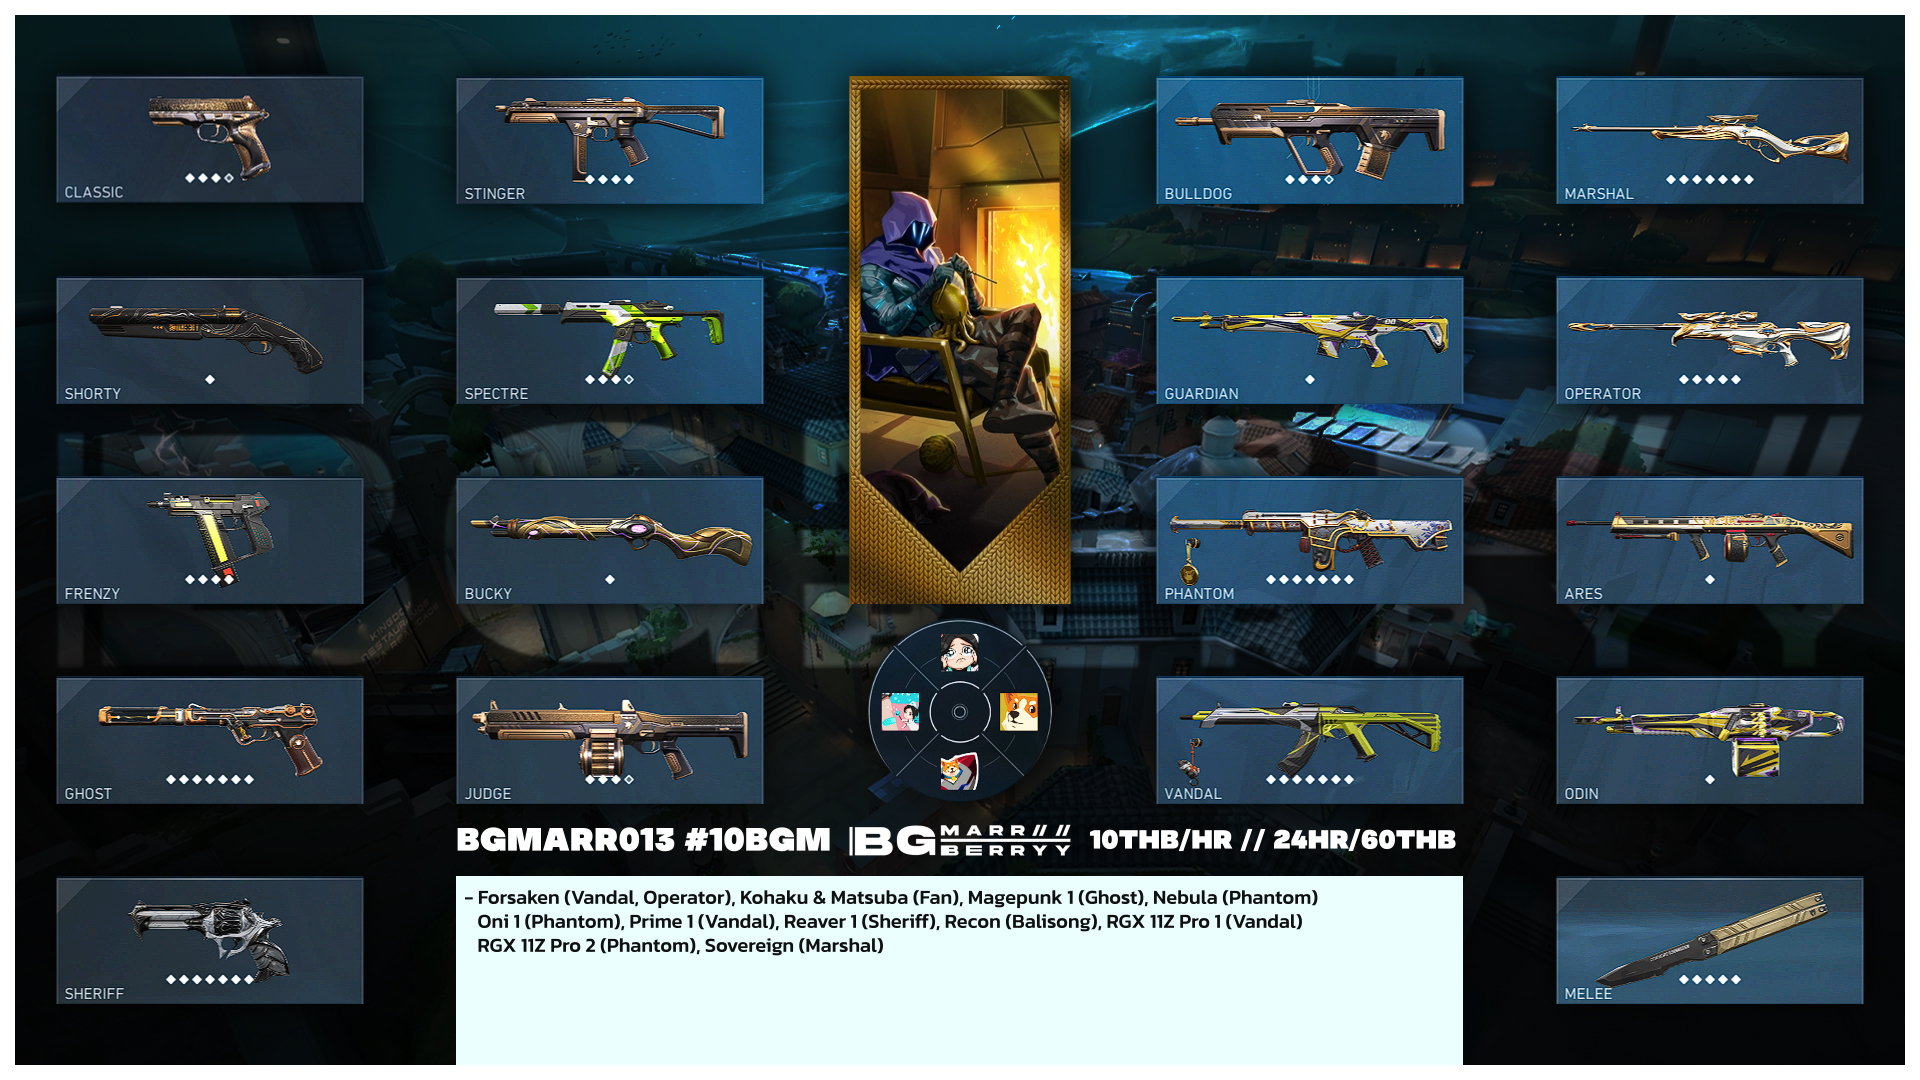 CLASSIC
STINGER
BULLDOG
MARSHAL
SHORTY
SPECTRE
GUARDIAN
OPERATOR
FRENZY
BUCKY
PHANTOM
ARES
GHOST
JUDGE
VANDAL
ODIN
BGMARR013 #10BGM
BG MARR//// BERRYY
10THB/HR // 24HR/60THB
SHERIFF
- Forsaken (Vandal, Operator), Kohaku & Matsuba (Fan), Magepunk 1 (Ghost), Nebula (Phantom)
Oni 1 (Phantom), Prime 1 (Vandal), Reaver 1 (Sheriff), Recon (Balisong), RGX 11Z Pro 1 (Vandal)
RGX 11Z Pro 2 (Phantom), Sovereign (Marshal)
MELEE